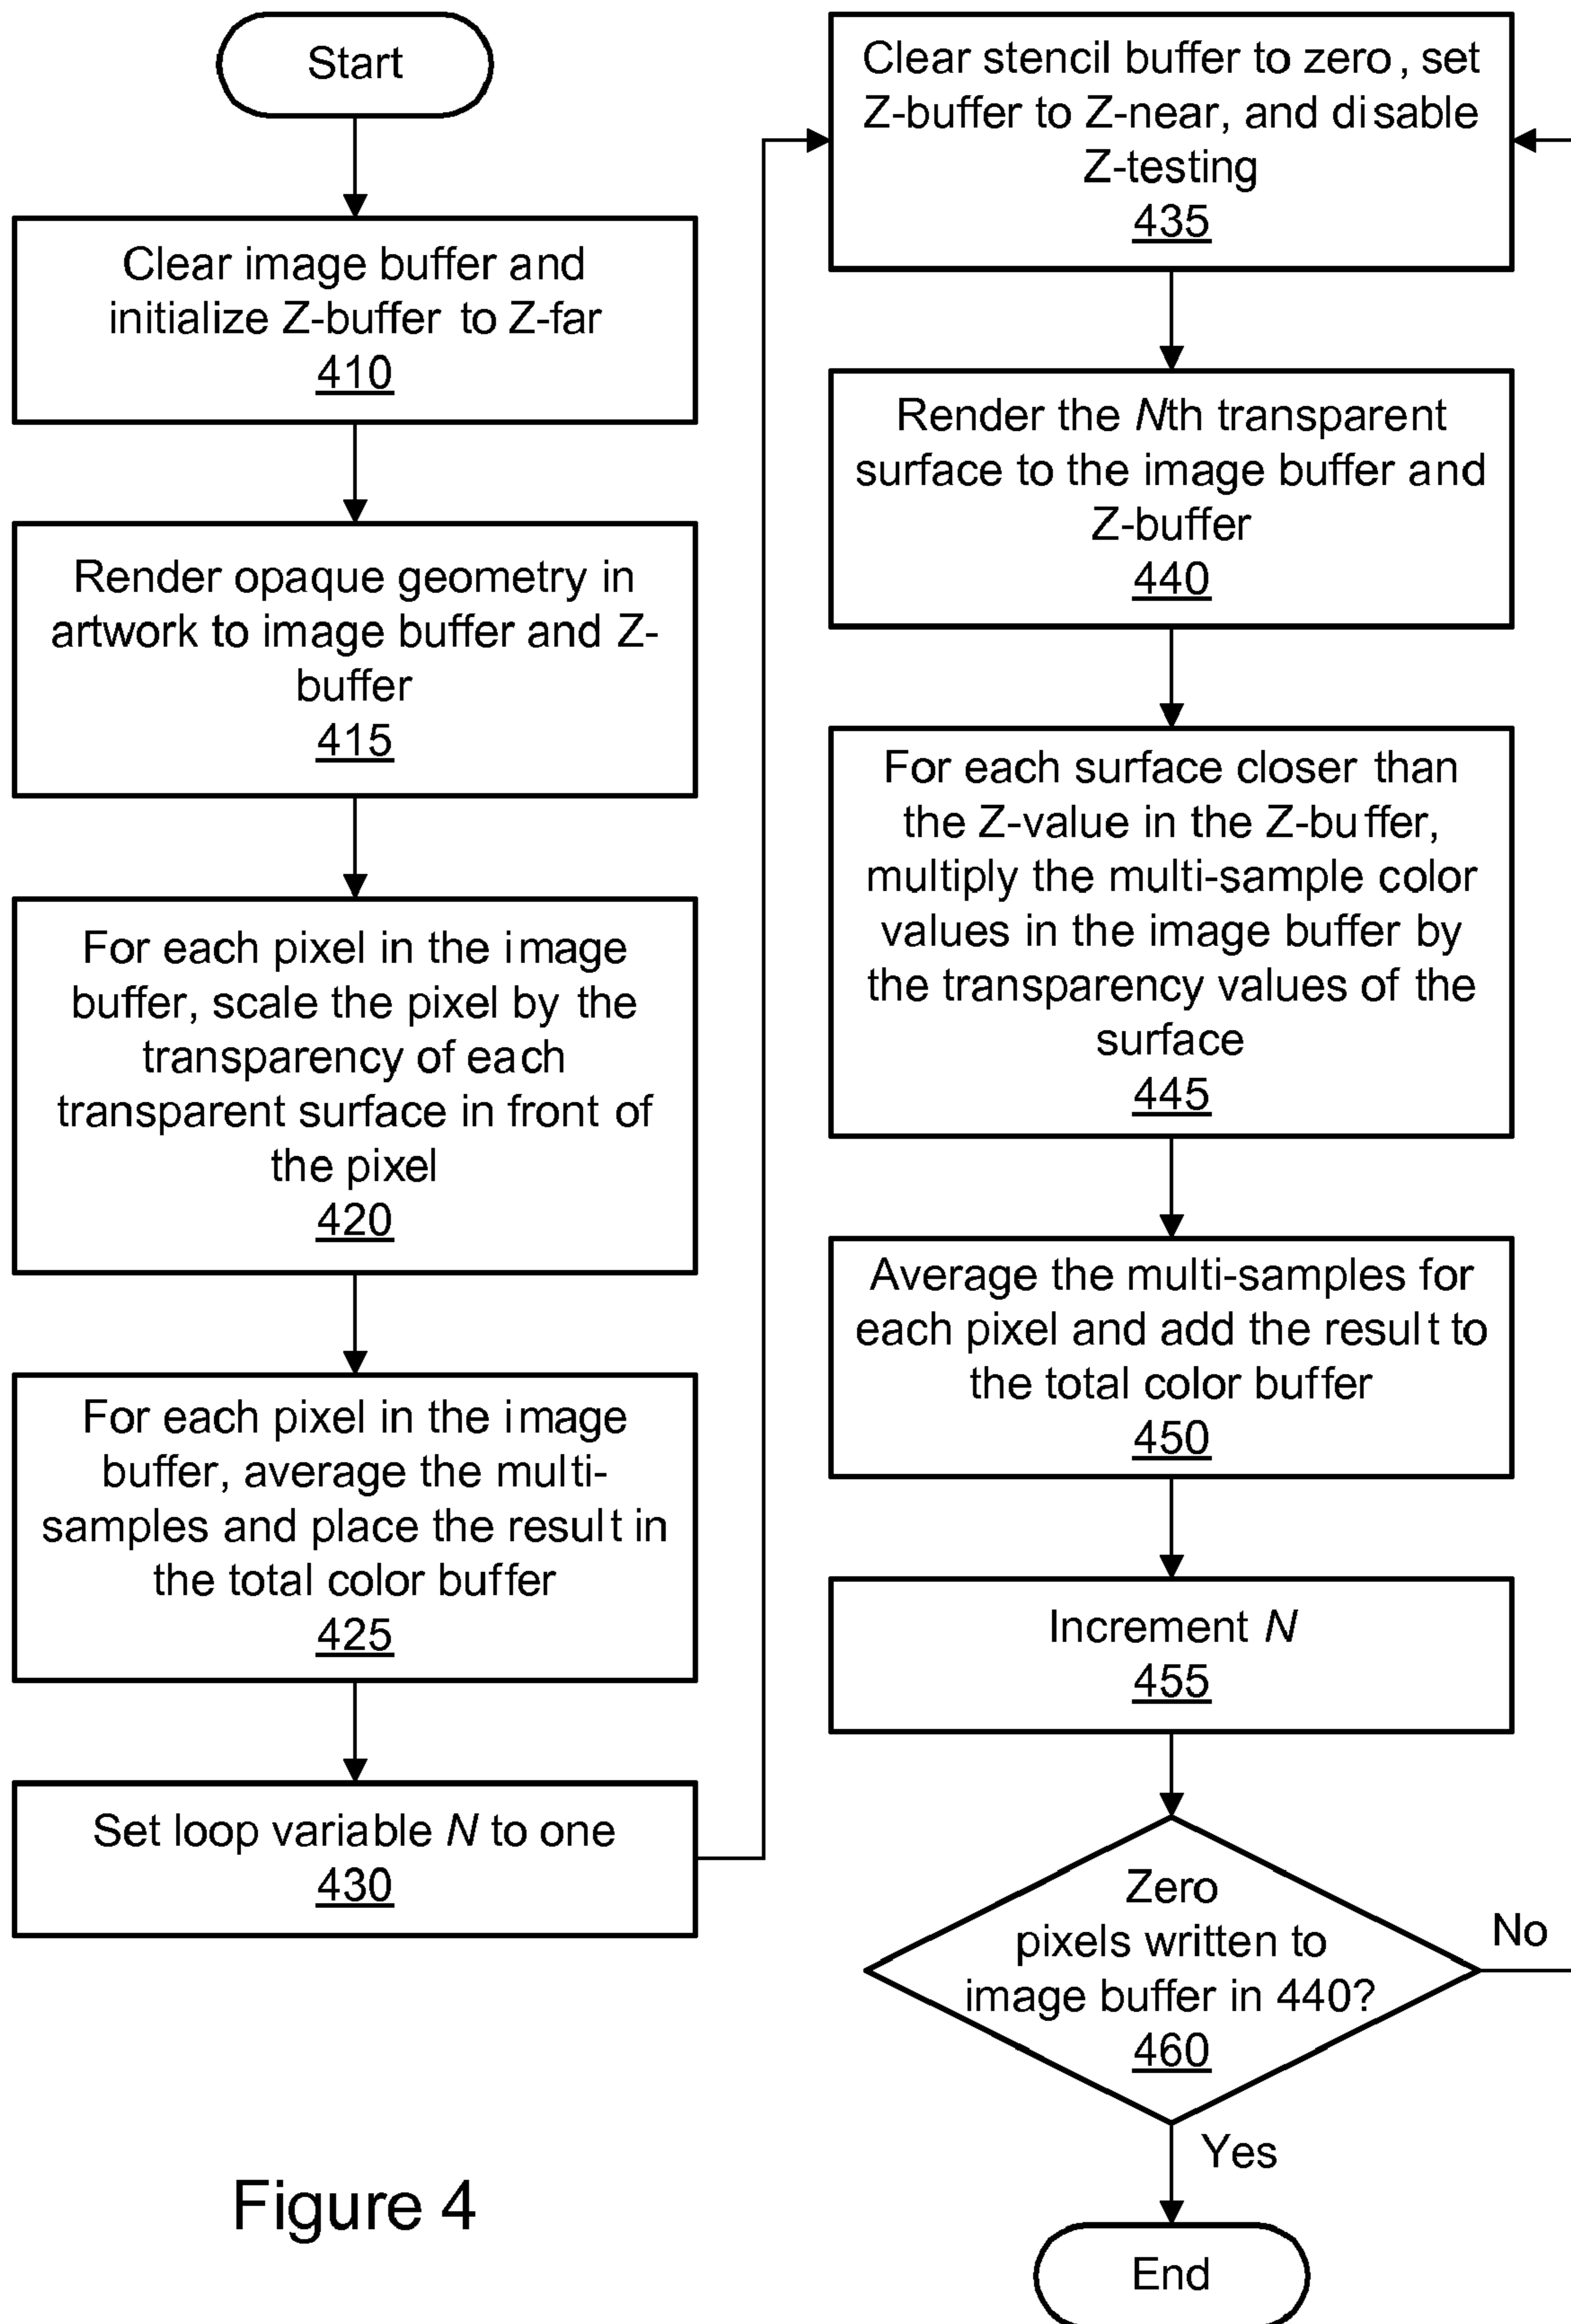 Start
Clear image buffer and
initialize Z-buffer to Z-far
410
Render opaque geometry in
artwork to image buffer and Z-
buffer
415
For each pixel in the image
buffer, scale the pixel by the
transparency of each
transparent surface in front of
the pixel
420
For each pixel in the image
buffer, average the multi-
samples and place the result in
the total color buffer
425
Set loop variable N to one
430
Clear stencil buffer to zero, set
Z-buffer to Z-near, and disable
Z-testing
435
Render the Nth transparent
surface to the image buffer and
Z-buffer
440
For each surface closer than
the Z-value in the Z-buffer,
multiply the multi-sample color
values in the image buffer by
the transparency values of the
surface
445
Average the multi-samples for
each pixel and add the result to
the total color buffer
450
Increment N
455
Zero
pixels written to
image buffer in 440?
460
No
Yes
End
Figure 4